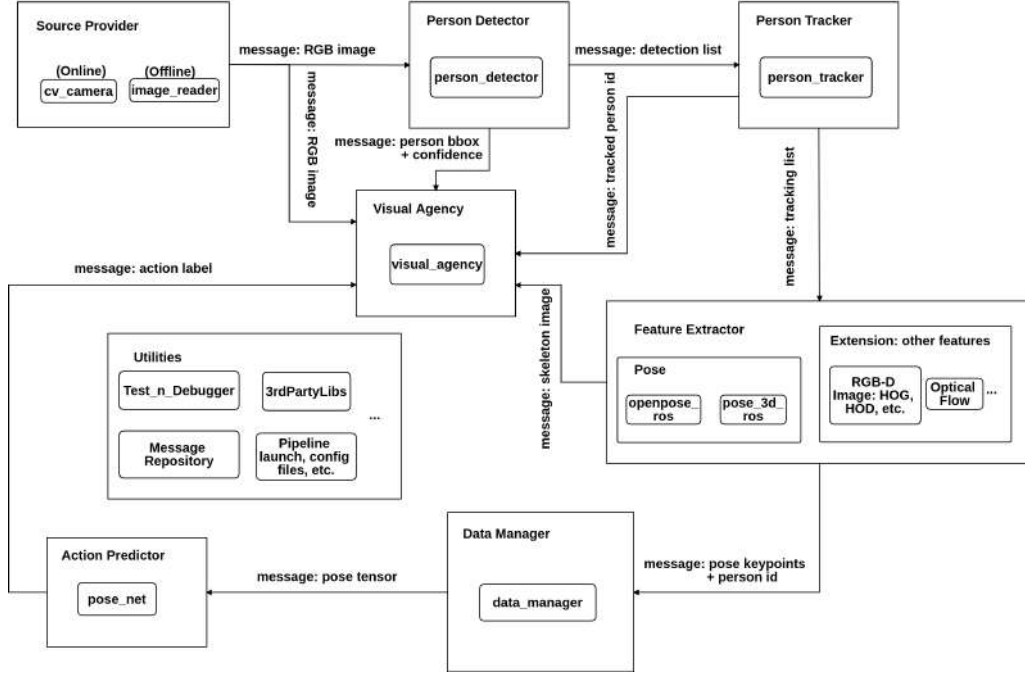 Source Provider
(Online)
cv_camera
(Offline)
image_reader
message: RGB image
message: RGB image
Person Detector
person_detector
message: detection list
Person Tracker
person_tracker
message: person bbox
+ confidence
message: tracked person id
message: tracking list
Visual Agency
visual_agency
message: action label
message: skeleton image
Utilities
Test_n_Debugger
3rdPartyLibs
...
Message
Repository
Pipeline
launch, config
files, etc.
Feature Extractor
Pose
openpose_
ros
pose_3d_
ros
Extension: other features
RGB-D
Image: HOG,
HOD, etc.
Optical
Flow
...
Action Predictor
pose_net
message: pose tensor
Data Manager
data_manager
message: pose keypoints
+ person id